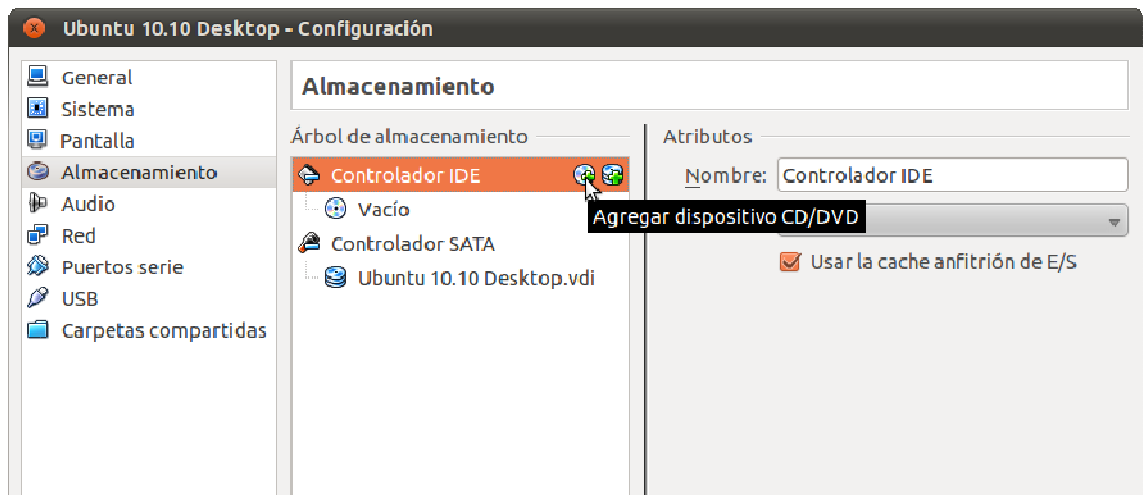 Ubuntu 10.10 Desktop - Configuración
General
Sistema
Pantalla
Almacenamiento
Audio
Red
Puertos serie
USB
Carpetas compartidas
Almacenamiento
Árbol de almacenamiento
Controlador IDE
Vacío
Controlador SATA
Ubuntu 10.10 Desktop.vdi
Agregar dispositivo CD/DVD
Atributos
Nombre: Controlador IDE
Usar la cache anfitrión de E/S